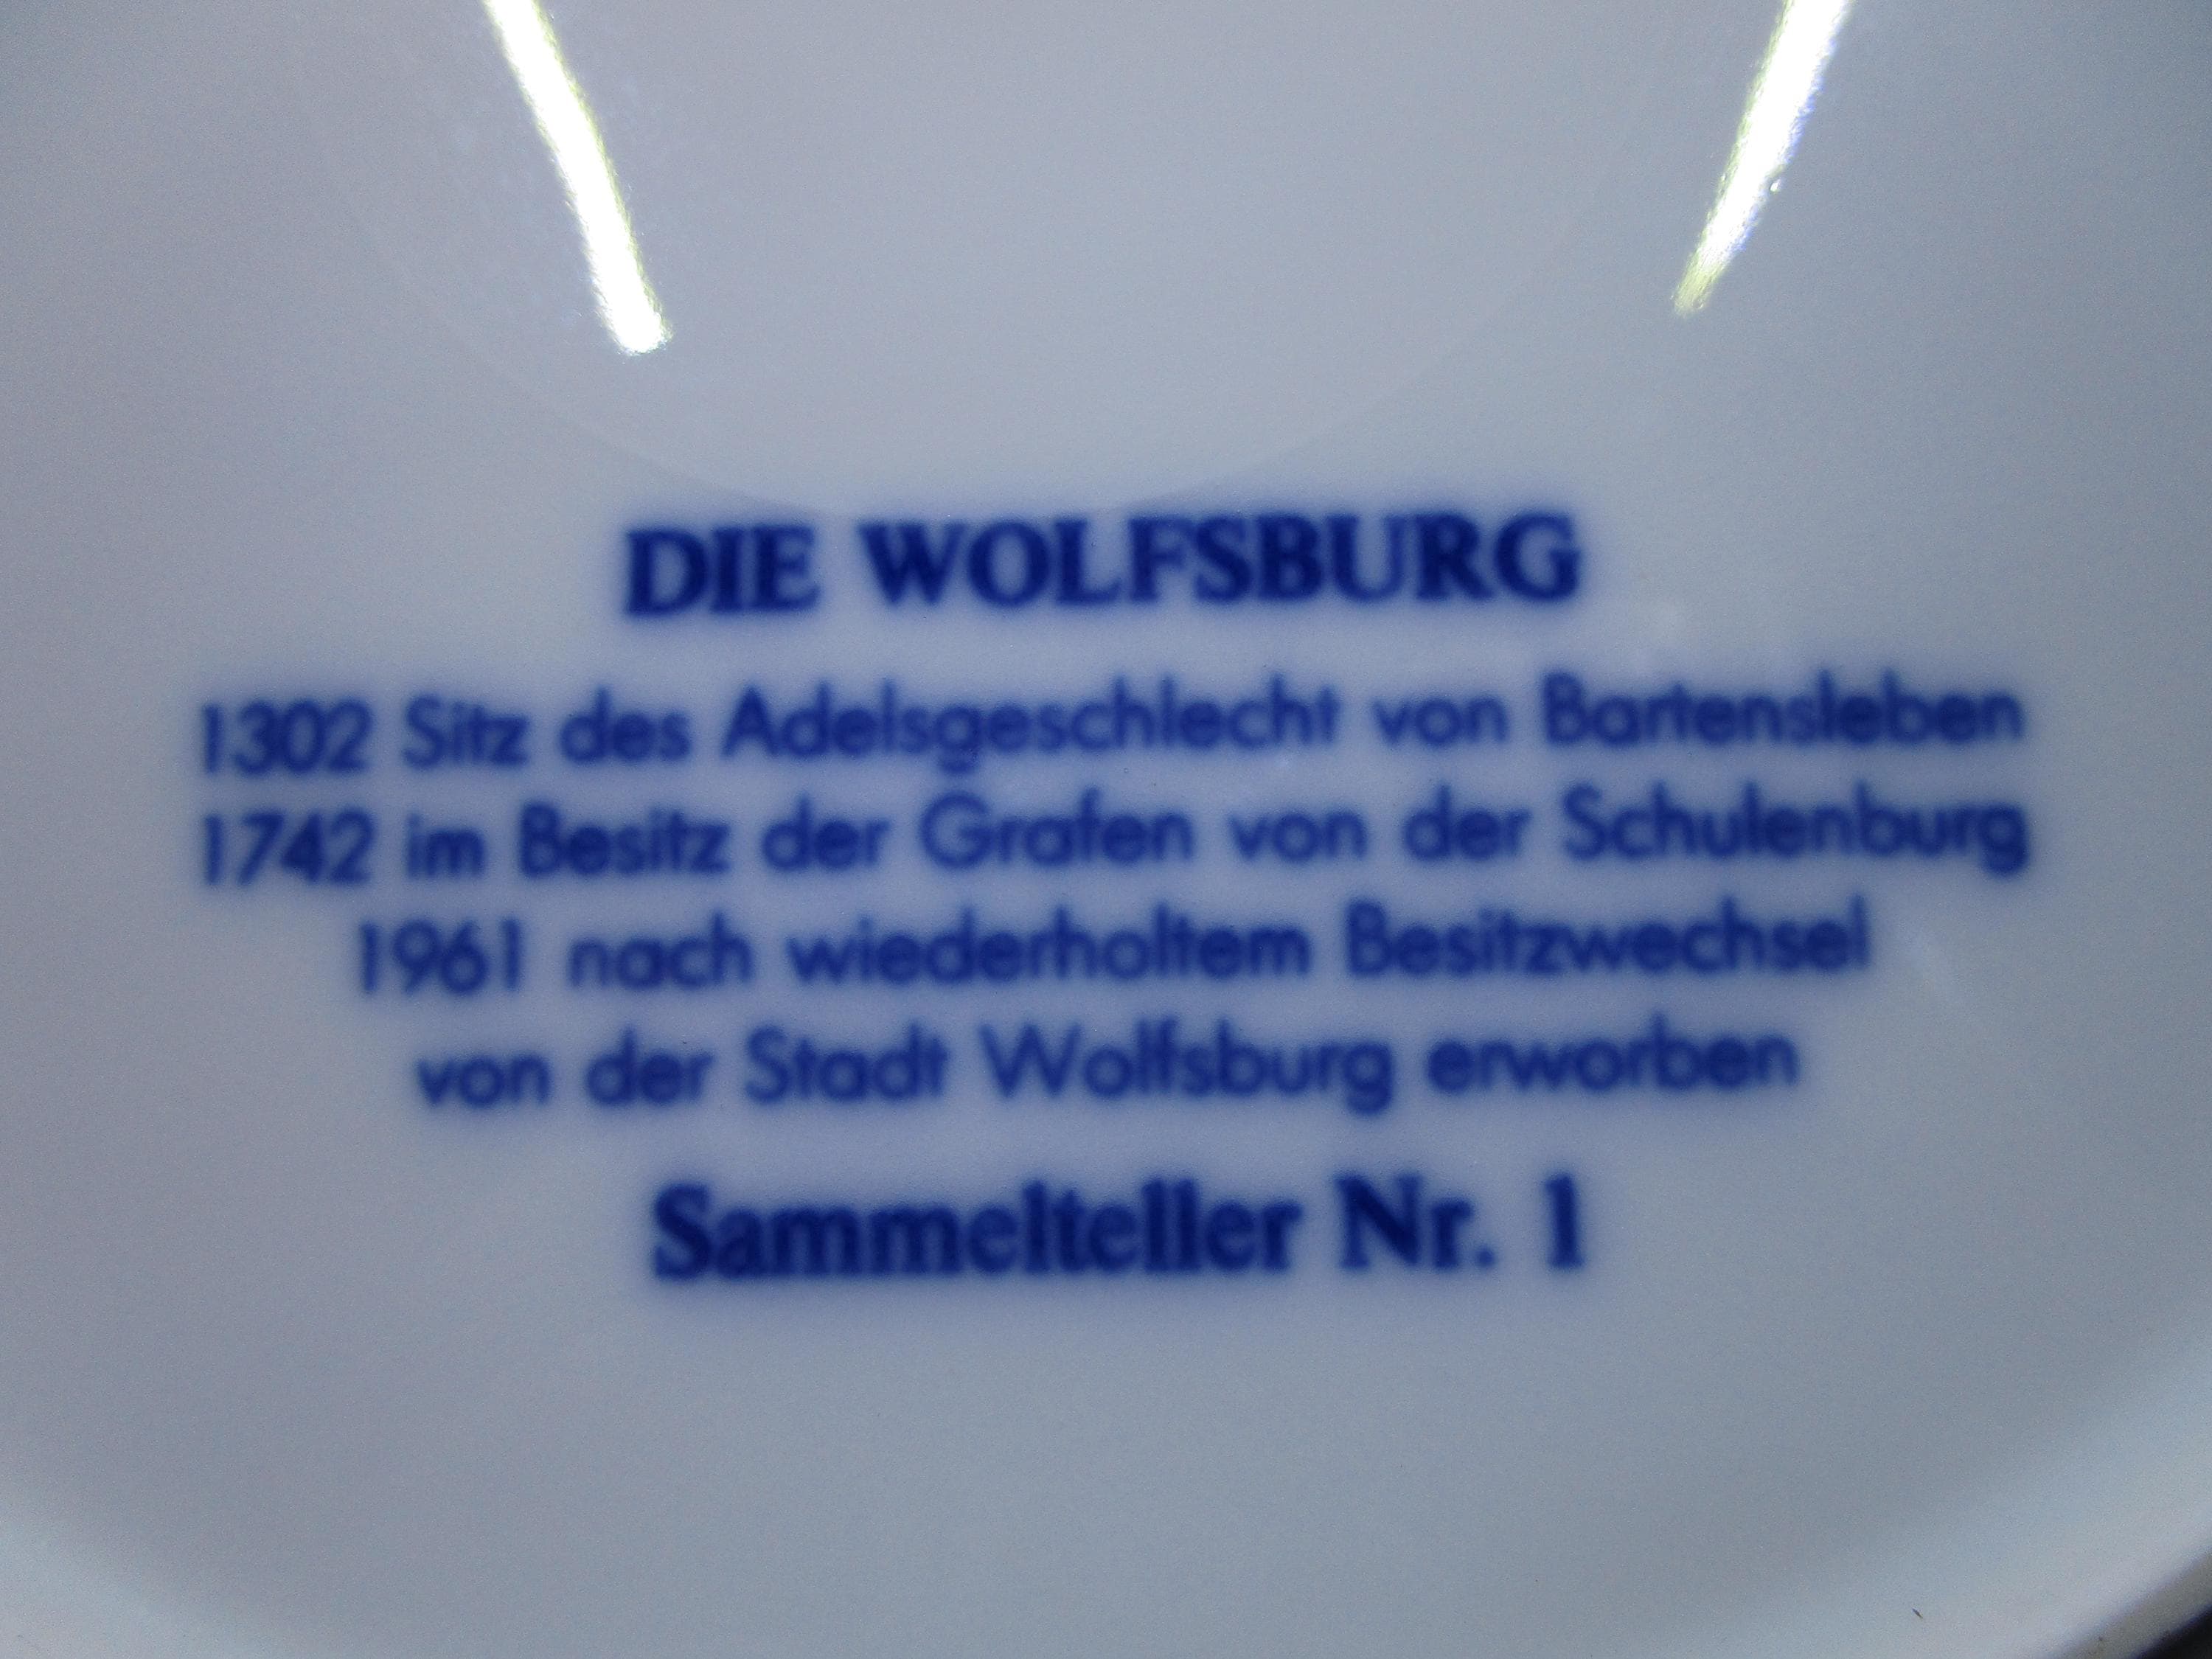 DIE WOLFSBURG
1302 Sitz des Adelsgeschlecht von Bartensleben
1742 im Besitz der Grafen von der Schulenburg
1961 nach wiederholtem Besitzwechsel
von der Stadt Wolfsburg erworben
Sammelteller Nr. 1